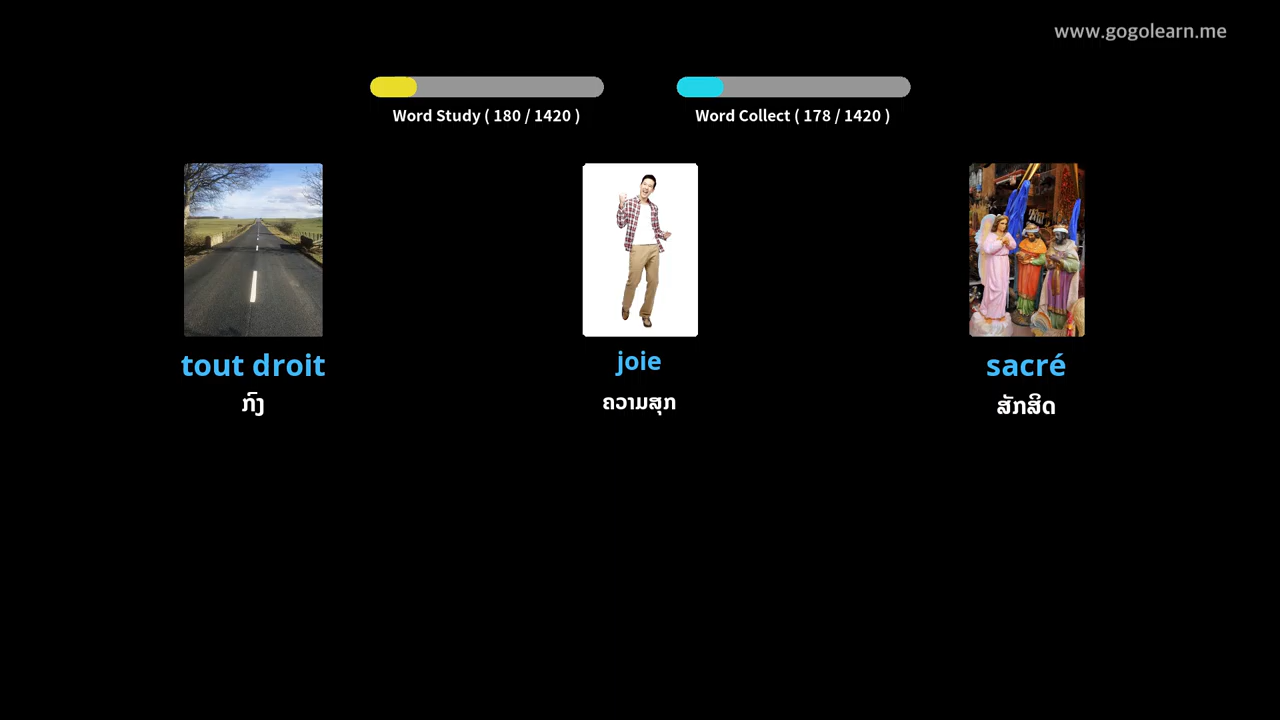 www.gogolearn.me
Word Study ( 180 / 1420 )
Word Collect ( 178 / 1420 )
tout droit
ກົງ
joie
ຄວາມສຸກ
sacré
ສັກສິດ